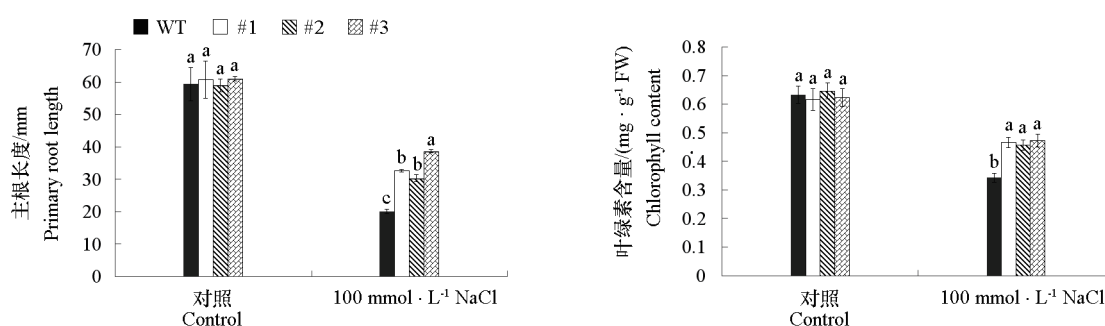 WT #1 #2 #3
主根长度/mm
Primary root length
70
60
50
40
30
20
10
0
a a a a
c b b a
对照
Control
100 mmol · L-1 NaCl
叶绿素含量/(mg · g-1 FW)
Chlorophyll content
0.8
0.7
0.6
0.5
0.4
0.3
0.2
0.1
0
a a a a
b a a a
对照
Control
100 mmol · L-1 NaCl